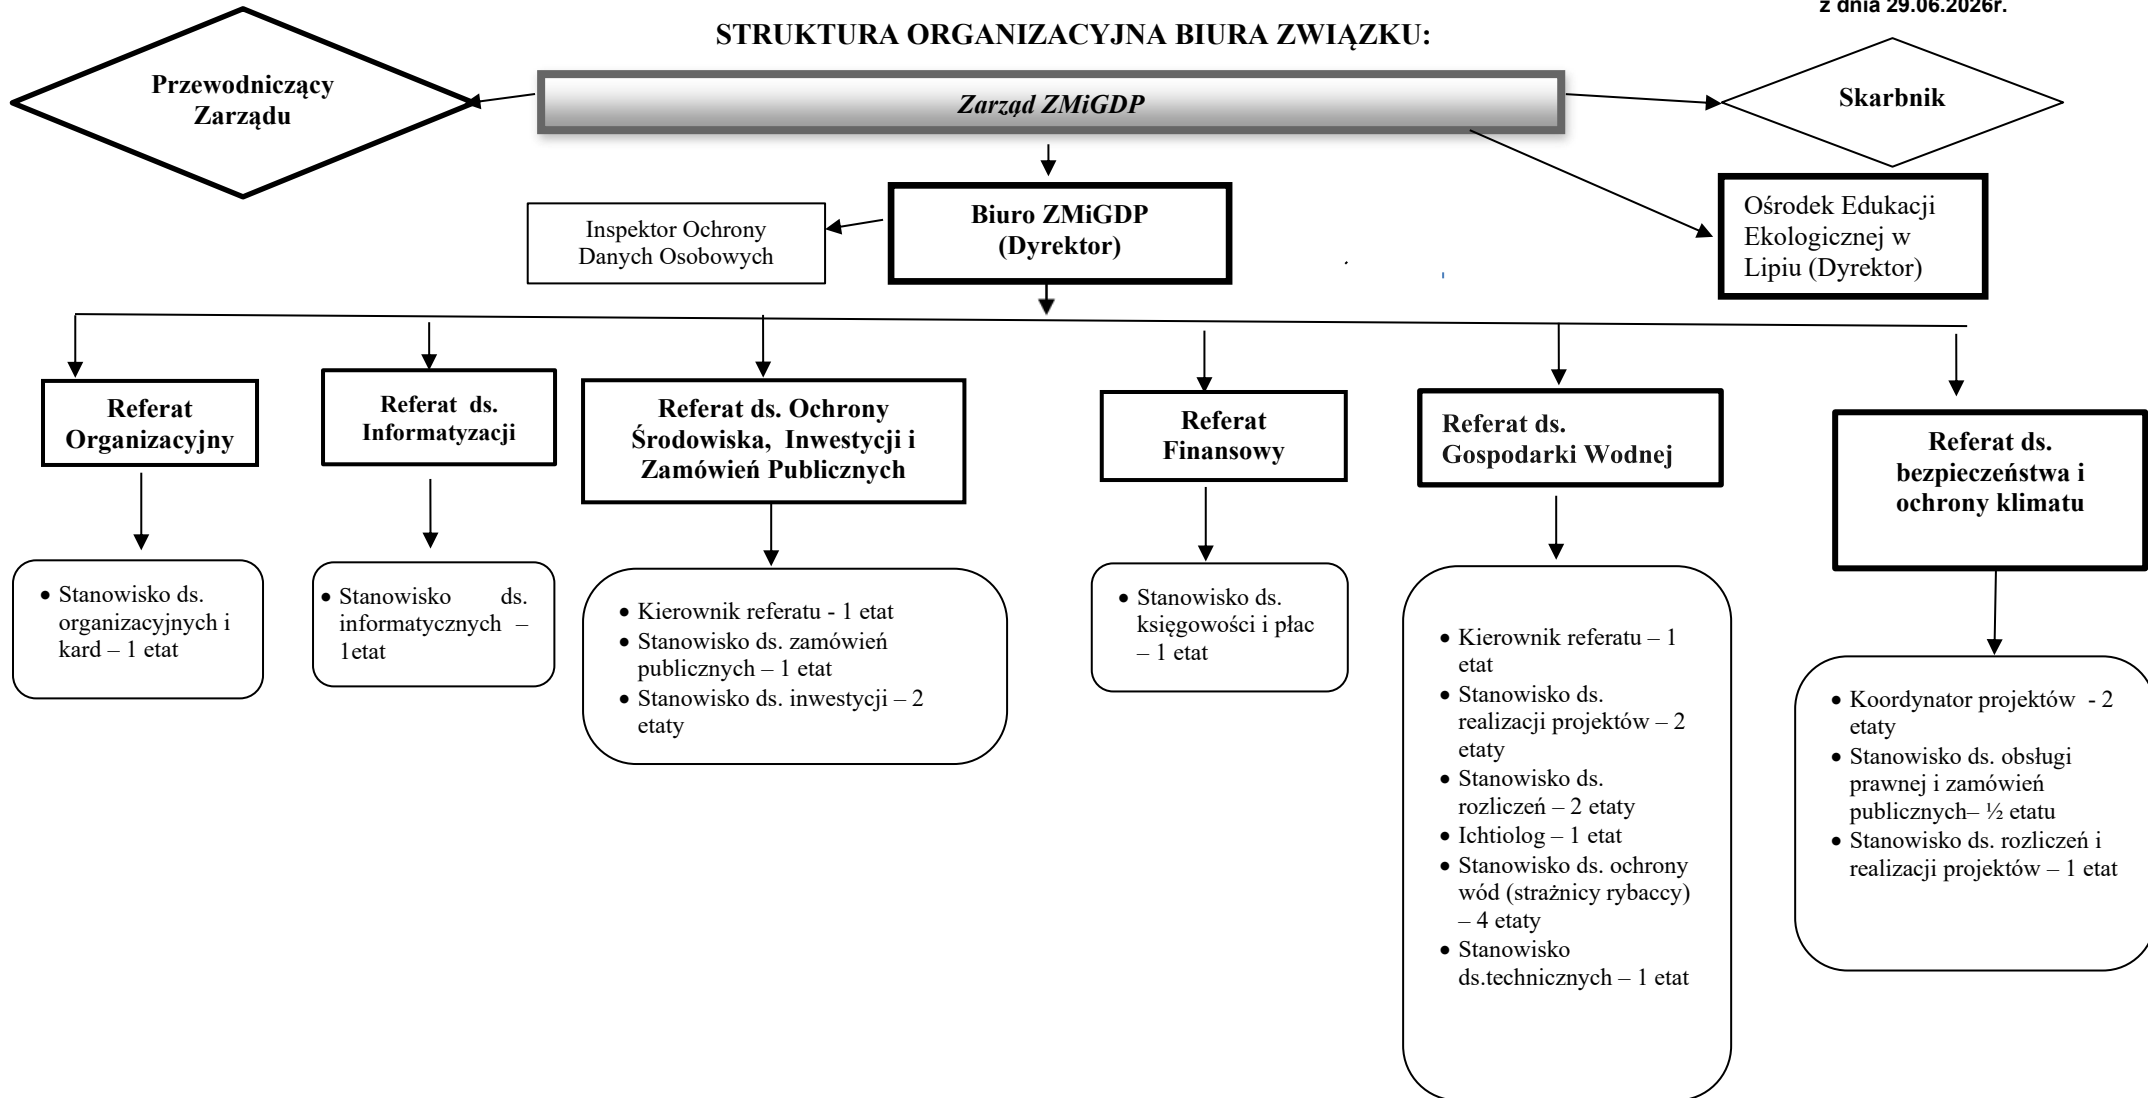 z dnia 29.06.2026r.
STRUKTURA ORGANIZACYJNA BIURA ZWIĄZKU:
Przewodniczący
Zarządu
Zarząd ZMiGDP
Skarbnik
Biuro ZMiGDP
(Dyrektor)
Inspektor Ochrony
Danych Osobowych
Ośrodek Edukacji
Ekologicznej w
Lipiu (Dyrektor)
Referat
Organizacyjny
Referat ds.
Informatyzacji
Referat ds. Ochrony
Środowiska, Inwestycji i
Zamówień Publicznych
Referat
Finansowy
Referat ds.
Gospodarki Wodnej
Referat ds.
bezpieczeństwa i
ochrony klimatu
• Stanowisko ds.
organizacyjnych i
kard – 1 etat
• Stanowisko ds.
informatycznych –
1etat
• Kierownik referatu - 1 etat
• Stanowisko ds. zamówień
publicznych – 1 etat
• Stanowisko ds. inwestycji – 2
etaty
• Stanowisko ds.
księgowości i płac
– 1 etat
• Kierownik referatu – 1
etat
• Stanowisko ds.
realizacji projektów – 2
etaty
• Stanowisko ds.
rozliczeń – 2 etaty
• Ichtiolog – 1 etat
• Stanowisko ds. ochrony
wód (strażnicy rybaccy)
– 4 etaty
• Stanowisko
ds.technicznych – 1 etat
• Koordynator projektów - 2
etaty
• Stanowisko ds. obsługi
prawnej i zamówień
publicznych– ½ etatu
• Stanowisko ds. rozliczeń i
realizacji projektów – 1 etat